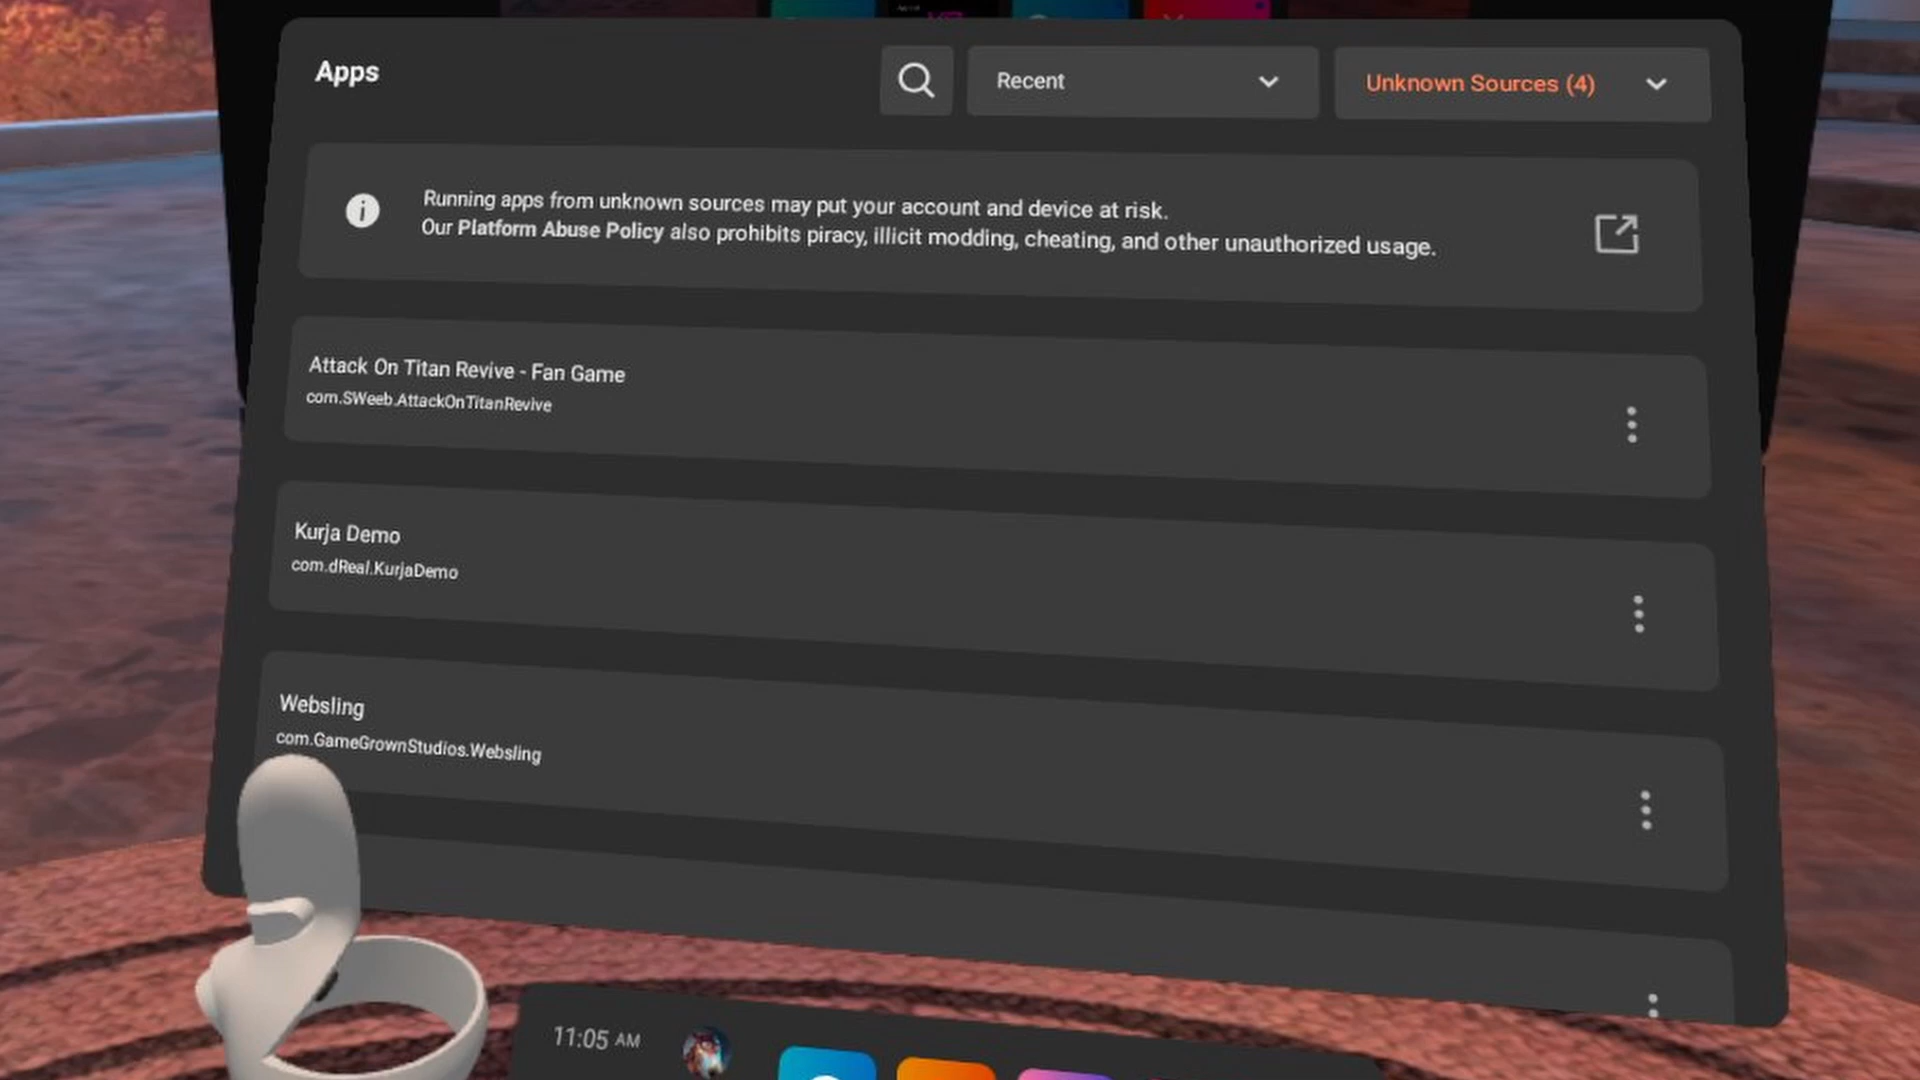 Apps
Recent
Unknown Sources (4)
Running apps from unknown sources may put your account and device at risk.
Our Platform Abuse Policy also prohibits piracy, illicit modding, cheating, and other unauthorized usage.
Attack On Titan Revive - Fan Game
com.SWeeb.AttackOnTitanRevive
Kurja Demo
com.dReal.KurjaDemo
Websling
com.GameGrownStudios.Websling
11:05 AM